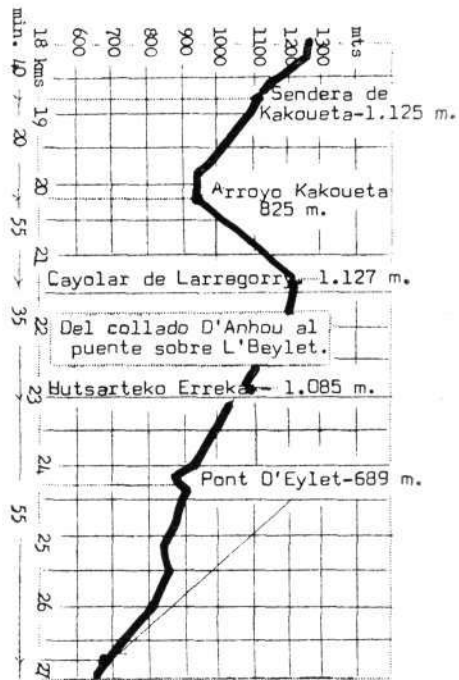 mts
1300
1200
1100
1000
900
800
700
600
18 kms
min.
40
Sendera de
Kakoueta-1.125 m.
19
20
Arroyo Kakoueta
825 m.
20
55
21
Cayolar de Larregorry - 1.127 m.
35
22
Del collado D'Anhou al
puente sobre L'Beylet.
Hutsarteko Erreka - 1.085 m.
23
24
Pont D'Eylet-689 m.
55
25
26
27